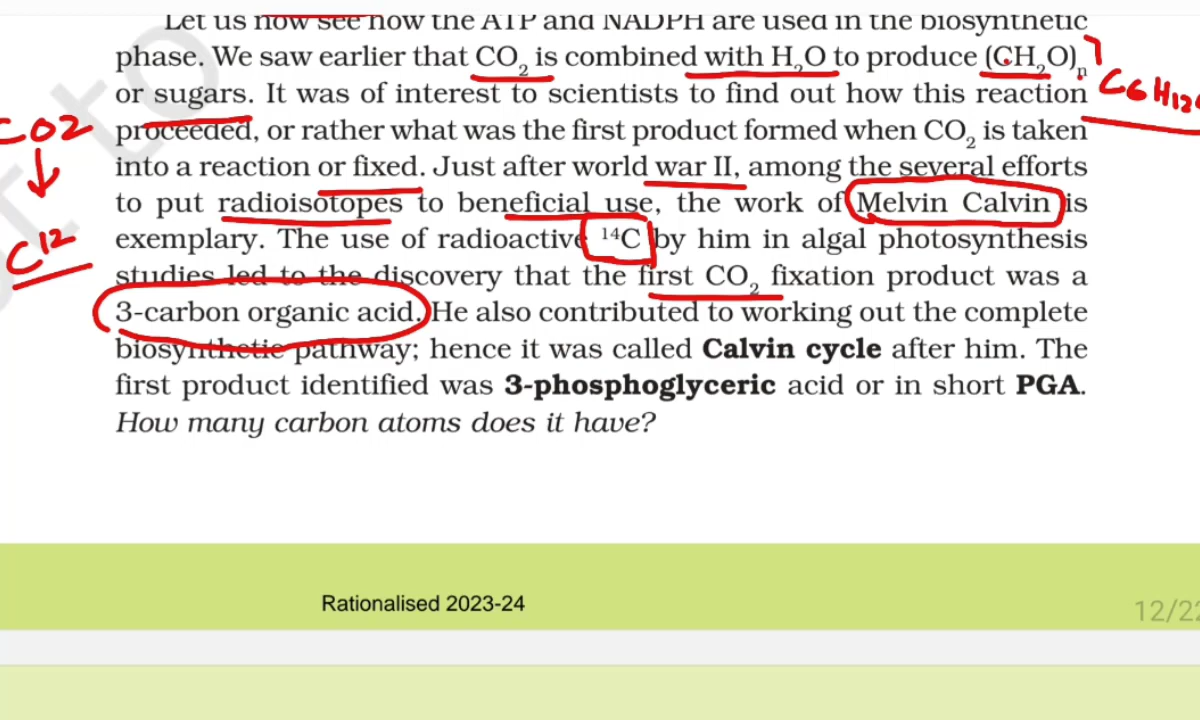 Let us now see how the ATP and NADPH are used in the biosynthetic
phase. We saw earlier that CO₂ is combined with H₂O to produce (CH₂O)ₙ
or sugars. It was of interest to scientists to find out how this reaction
C6H12
proceeded, or rather what was the first product formed when CO₂ is taken
CO2
into a reaction or fixed. Just after world war II, among the several efforts
to put radioisotopes to beneficial use, the work of Melvin Calvin is
exemplary. The use of radioactive ¹⁴C by him in algal photosynthesis
C12
studies led to the discovery that the first CO₂ fixation product was a
3-carbon organic acid. He also contributed to working out the complete
biosynthetic pathway; hence it was called Calvin cycle after him. The
first product identified was 3-phosphoglyceric acid or in short PGA.
How many carbon atoms does it have?
Rationalised 2023-24
12/22